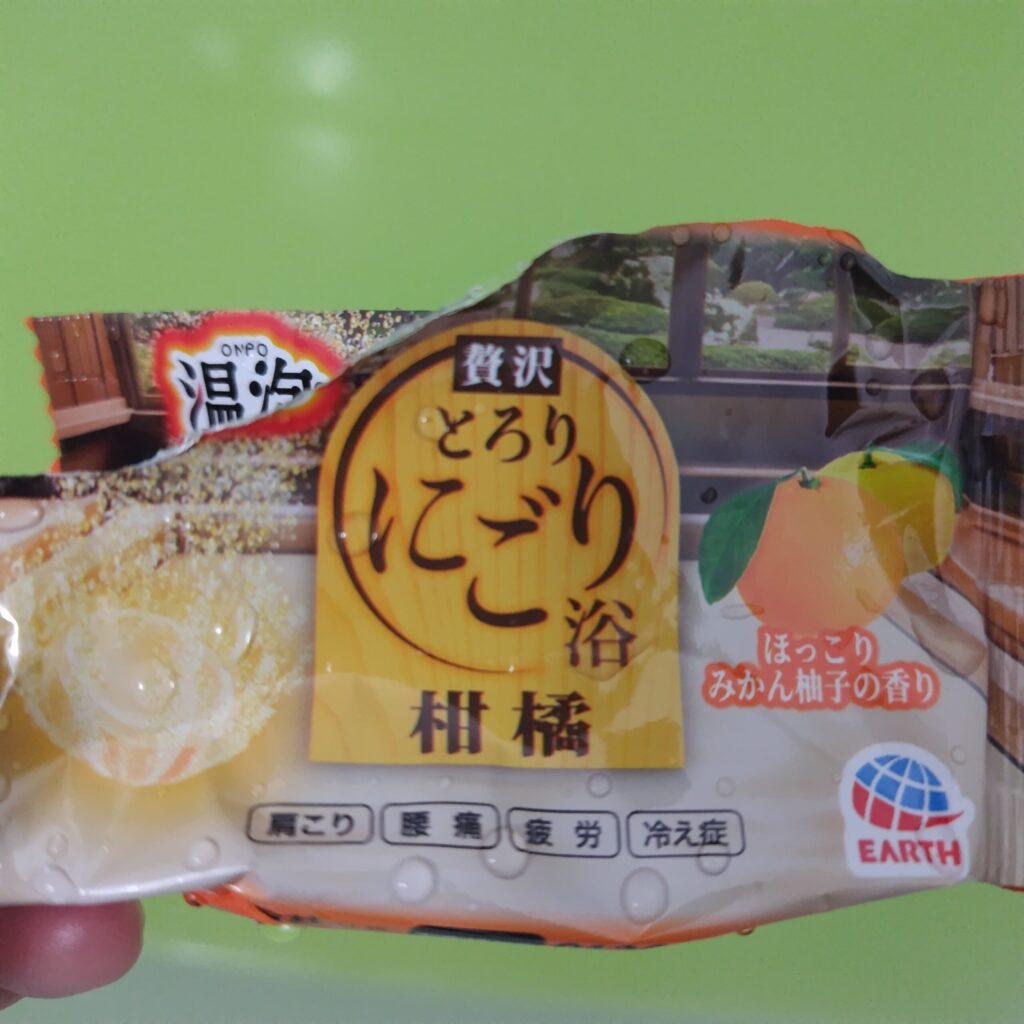 ONPO
温泡
贅沢
とろり
にごり
浴
柑橘
ほっこり
みかん柚子の香り
肩こり 腰痛 疲労 冷え症
EARTH